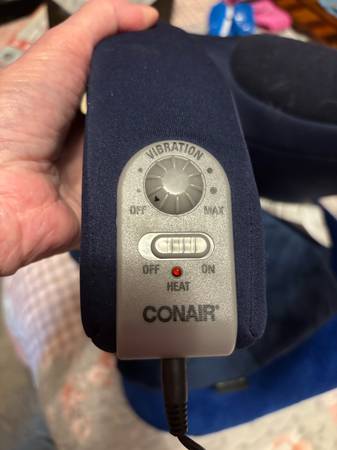 VIBRATION
OFF MAX
OFF ON
HEAT
CONAIR®